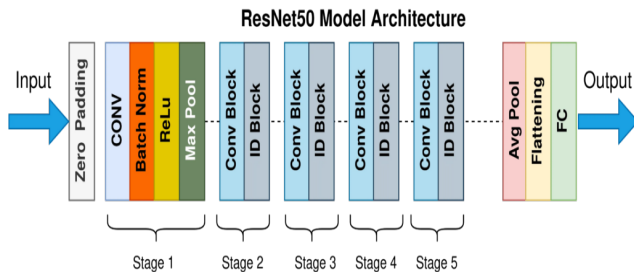 ResNet50 Model Architecture
Input
Zero Padding
CONV
Batch Norm
ReLu
Max Pool
Conv Block
ID Block
Conv Block
ID Block
Conv Block
ID Block
Conv Block
ID Block
Avg Pool
Flattening
FC
Output
Stage 1
Stage 2
Stage 3
Stage 4
Stage 5